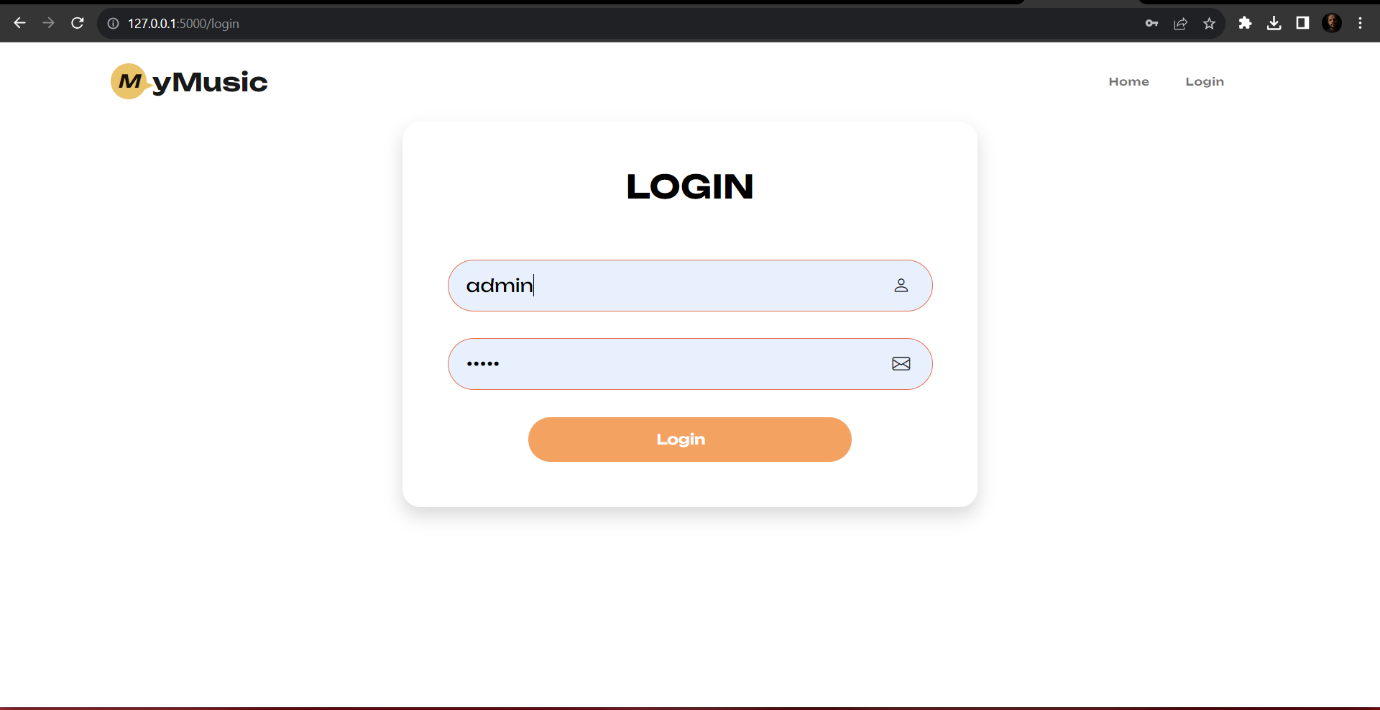 127.0.0.1:5000/login
MyMusic
Home
Login
LOGIN
admin
•••••
Login